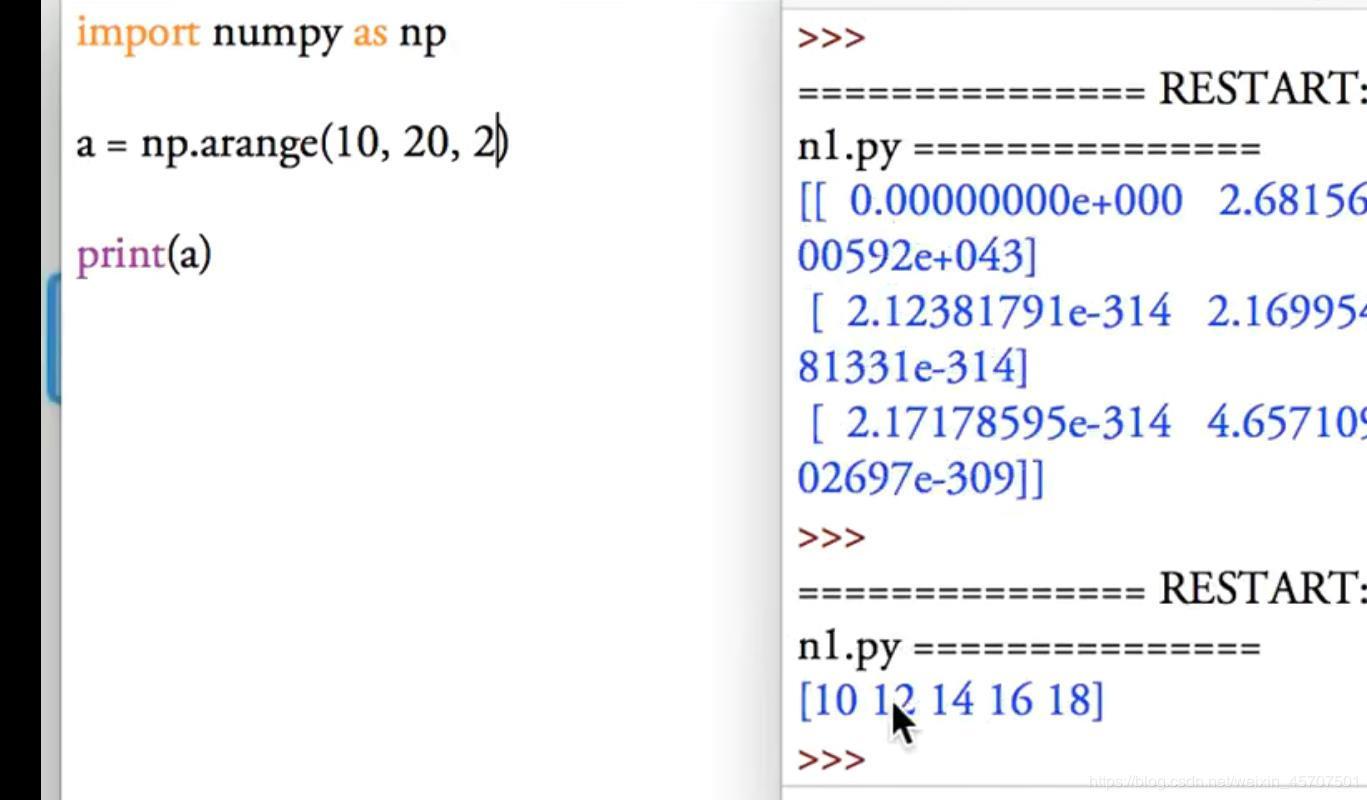 import numpy as np
a = np.arange(10, 20, 2)
print(a)
>>>
=============== RESTART:
n1.py ===============
[[  0.00000000e+000   2.68156
00592e+043]
 [  2.12381791e-314   2.169954
81331e-314]
 [  2.17178595e-314   4.657109
02697e-309]]
>>>
=============== RESTART:
n1.py ===============
[10 12 14 16 18]
>>>
https://blog.csdn.net/weixin_45707501